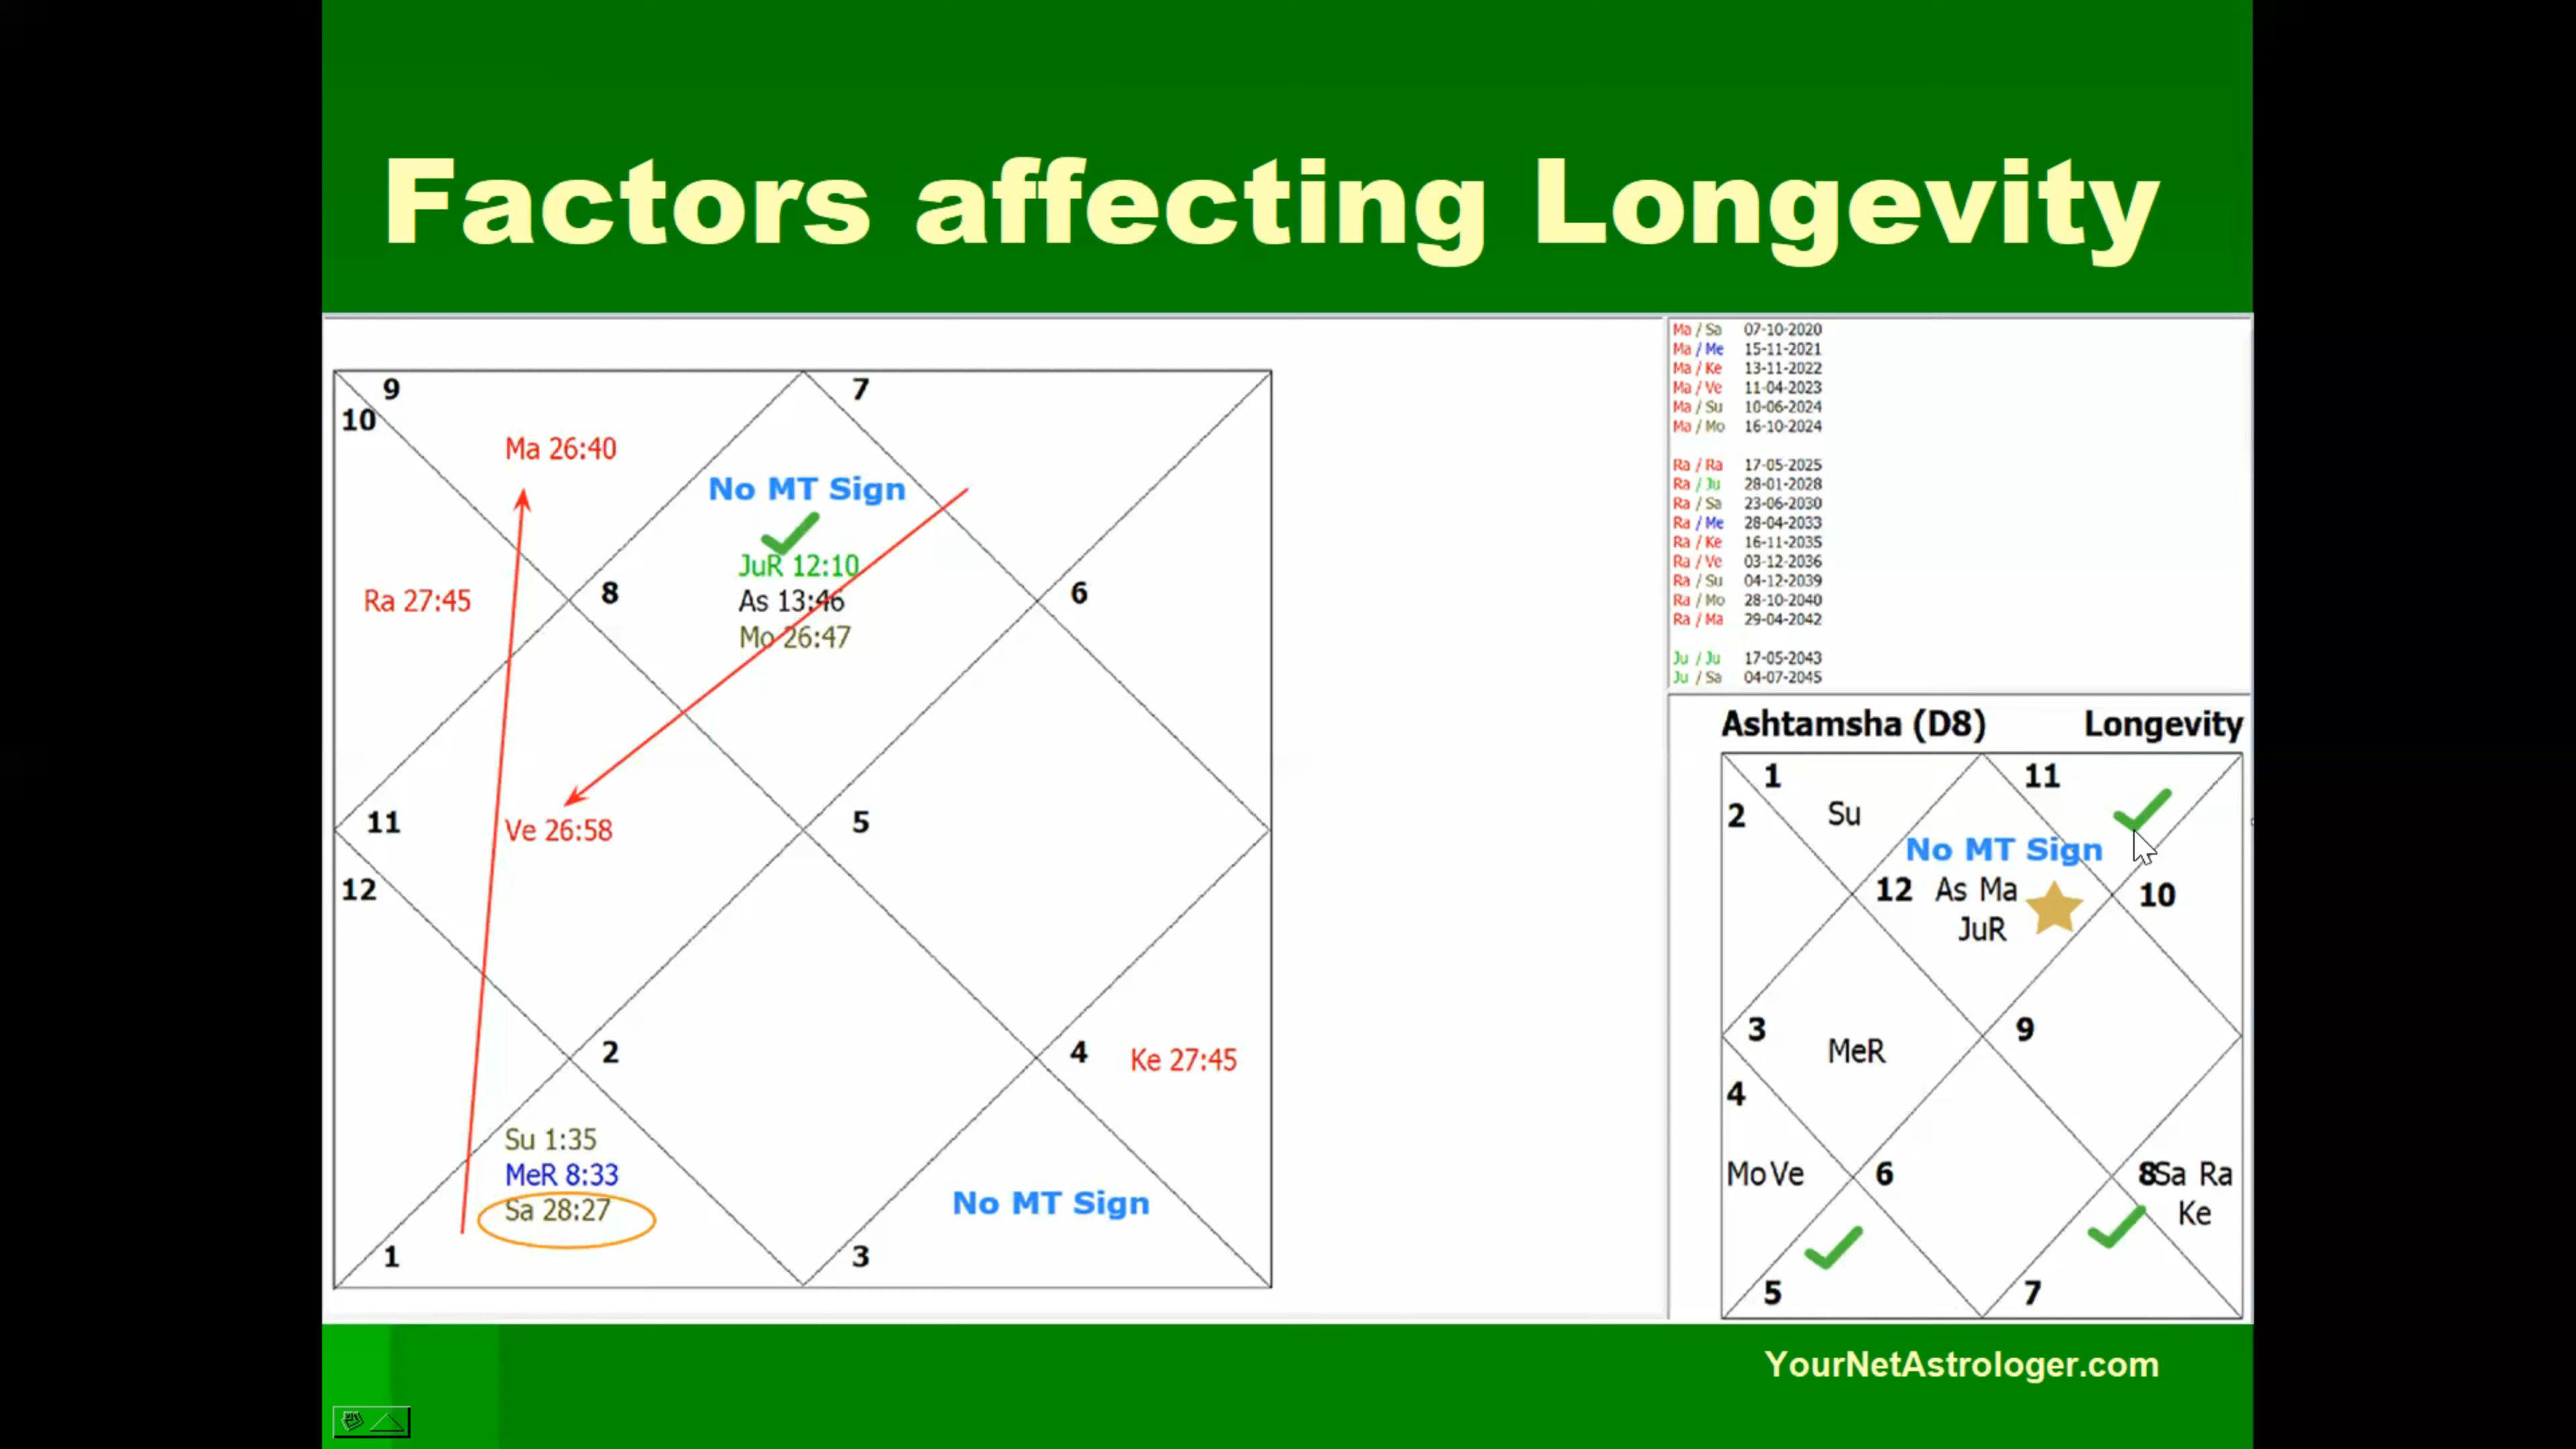 Factors affecting Longevity
9
7
10
Ma 26:40
No MT Sign
JuR 12:10
8
Ra 27:45
As 13:46
6
Mo 26:47
11
Ve 26:58
5
12
2
4
Ke 27:45
Su 1:35
MeR 8:33
Sa 28:27
No MT Sign
1
3
Ma / Sa 07-10-2020
Ma / Me 15-11-2021
Ma / Ke 13-11-2022
Ma / Ve 11-04-2023
Ma / Su 10-06-2024
Ma / Mo 16-10-2024
Ra / Ra 17-05-2025
Ra / Ju 28-01-2028
Ra / Sa 23-06-2030
Ra / Me 28-04-2033
Ra / Ke 16-11-2035
Ra / Ve 03-12-2036
Ra / Su 04-12-2039
Ra / Mo 28-10-2040
Ra / Ma 29-04-2042
Ju / Ju 17-05-2043
Ju / Sa 04-07-2045
Ashtamsha (D8) Longevity
1
11
2
Su
No MT Sign
12 As Ma
10
JuR
3
9
MeR
4
Mo Ve
6
8 Sa Ra
Ke
5
7
YourNetAstrologer.com